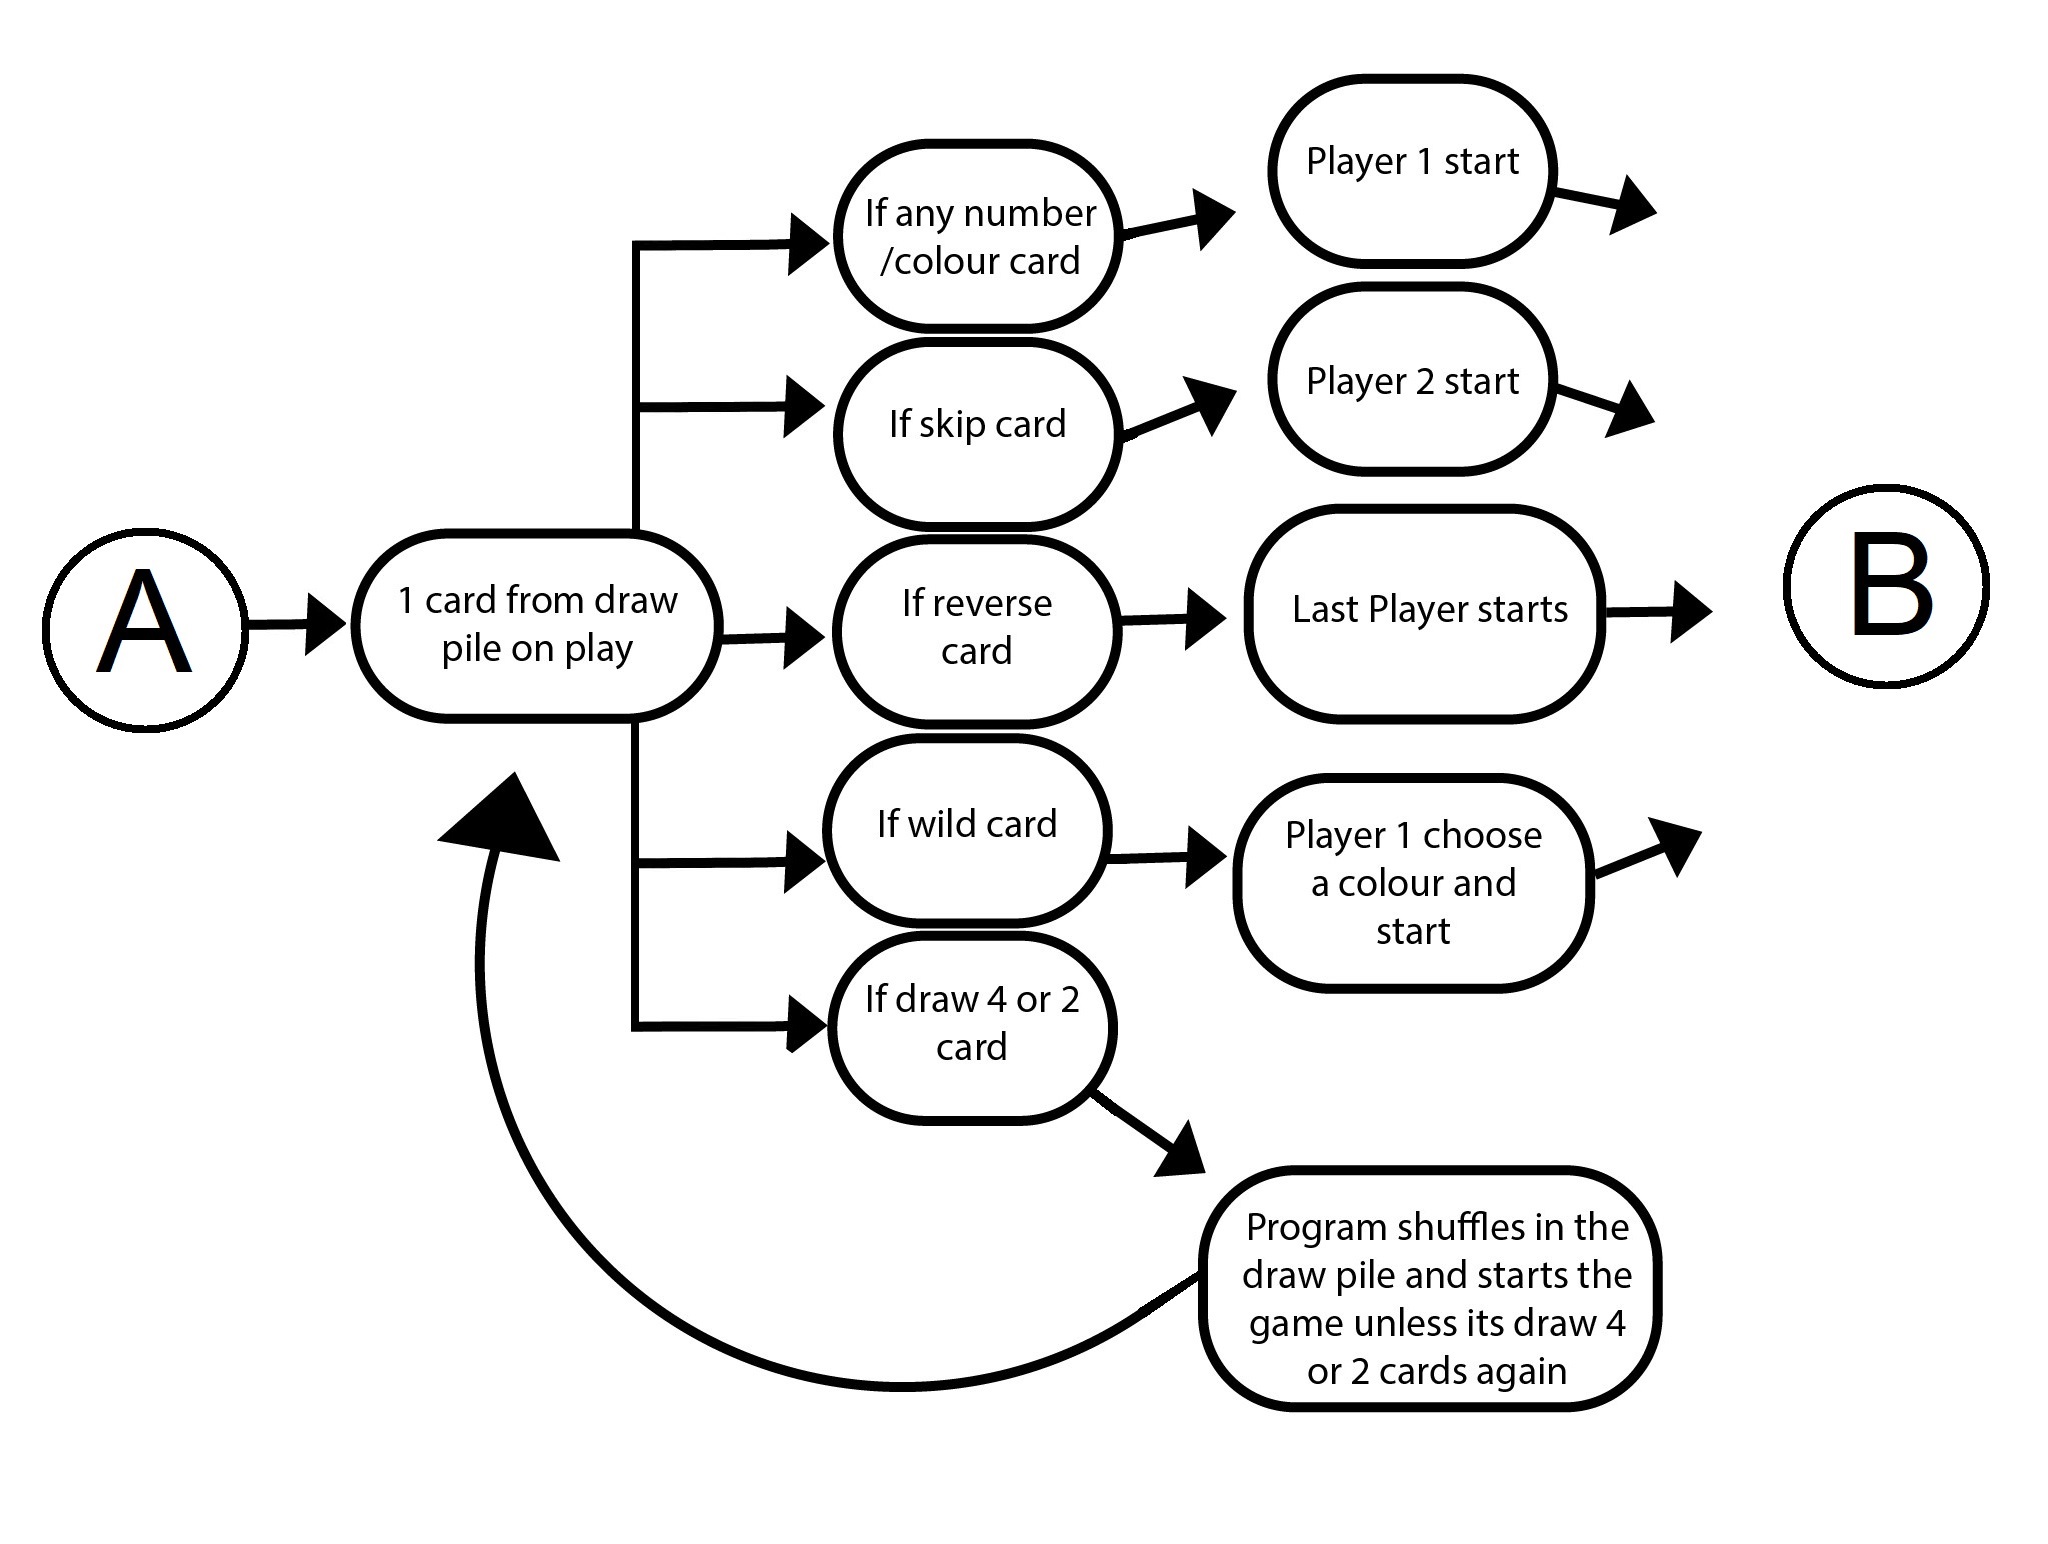 A
1 card from draw
pile on play
If any number
/colour card
Player 1 start
If skip card
Player 2 start
If reverse
card
Last Player starts
If wild card
Player 1 choose
a colour and
start
If draw 4 or 2
card
Program shuffles in the
draw pile and starts the
game unless its draw 4
or 2 cards again
B